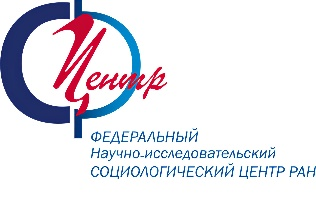 Центр
ФЕДЕРАЛЬНЫЙ
Научно-исследовательский
СОЦИОЛОГИЧЕСКИЙ ЦЕНТР РАН